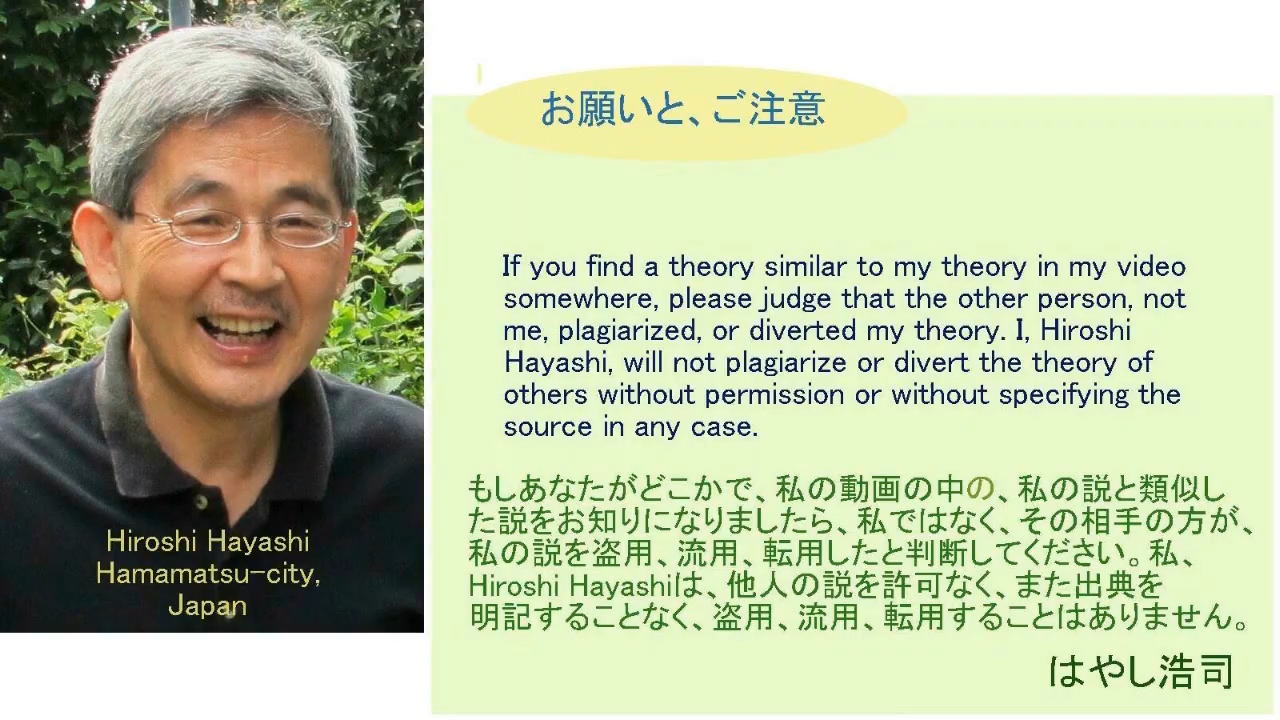 お願いと、ご注意
If you find a theory similar to my theory in my video
somewhere, please judge that the other person, not
me, plagiarized, or diverted my theory. I, Hiroshi
Hayashi, will not plagiarize or divert the theory of
others without permission or without specifying the
source in any case.
もしあなたがどこかで、私の動画の中の、私の説と類似し
た説をお知りになりましたら、私ではなく、その相手の方が、
私の説を盗用、流用、転用したと判断してください。私、
Hiroshi Hayashiは、他人の説を許可なく、また出典を
明記することなく、盗用、流用、転用することはありません。
はやし浩司
Hiroshi Hayashi
Hamamatsu-city,
Japan